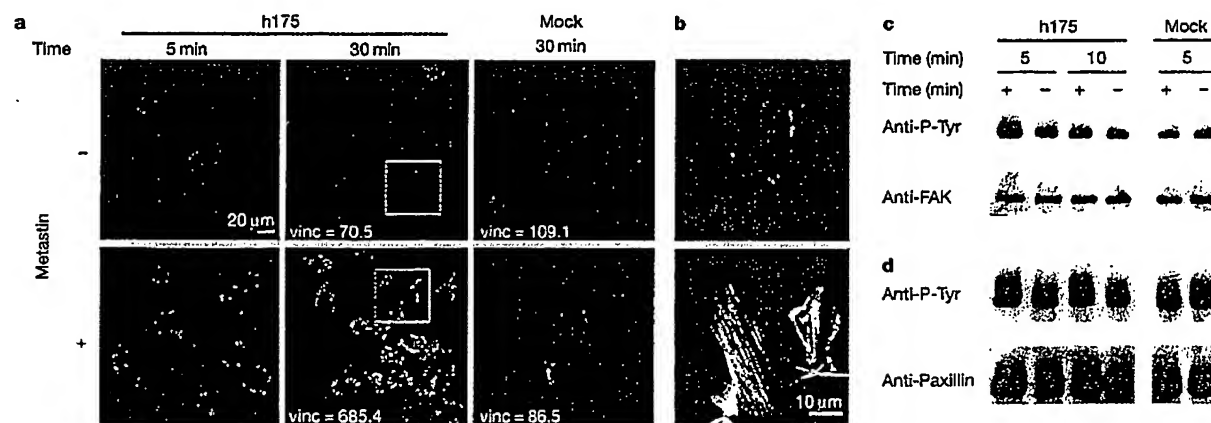 a
h175
Mock
Time
5 min
30 min
30 min
Metastin
−
20 µm
vinc = 70.5
vinc = 109.1
+
vinc = 685.4
vinc = 86.5
b
10 µm
c
h175
Mock
Time (min)
5
10
5
Time (min)
+ − + − + −
Anti-P-Tyr
Anti-FAK
d
Anti-P-Tyr
Anti-Paxillin